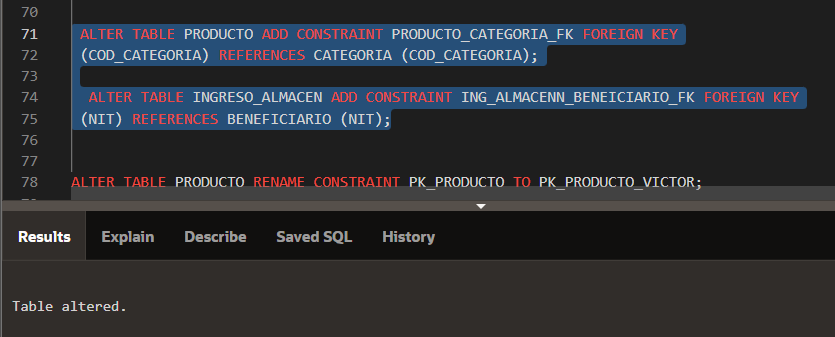 70
71 ALTER TABLE PRODUCTO ADD CONSTRAINT PRODUCTO_CATEGORIA_FK FOREIGN KEY
72 (COD_CATEGORIA) REFERENCES CATEGORIA (COD_CATEGORIA);
73
74 ALTER TABLE INGRESO_ALMACEN ADD CONSTRAINT ING_ALMACENN_BENEICIARIO_FK FOREIGN KEY
75 (NIT) REFERENCES BENEFICIARIO (NIT);
76
77
78 ALTER TABLE PRODUCTO RENAME CONSTRAINT PK_PRODUCTO TO PK_PRODUCTO_VICTOR;
Results Explain Describe Saved SQL History
Table altered.